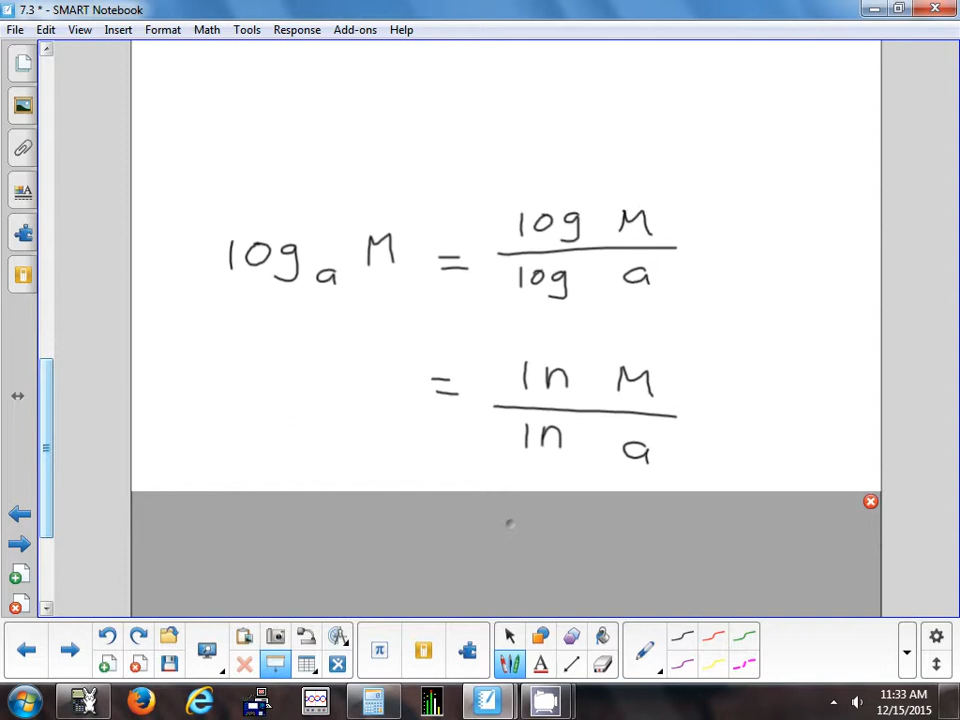 7.3 * - SMART Notebook
File Edit View Insert Format Math Tools Response Add-ons Help
log a M = log M
log a
= ln M
ln a
11:33 AM
12/15/2015